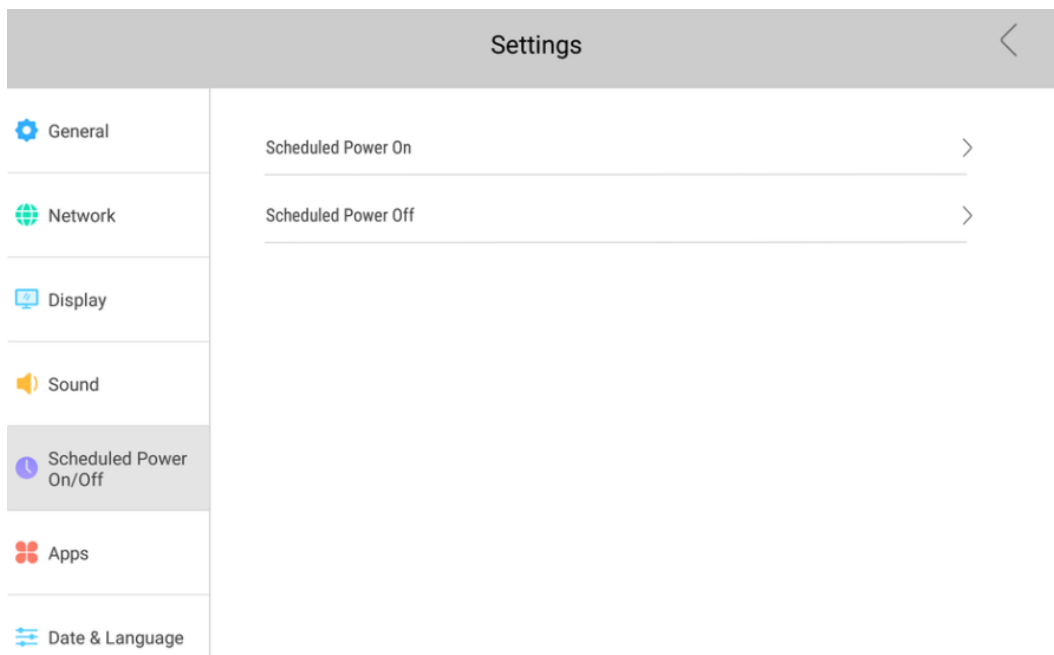 Settings
General
Network
Display
Sound
Scheduled Power
On/Off
Apps
Date & Language
Scheduled Power On
Scheduled Power Off